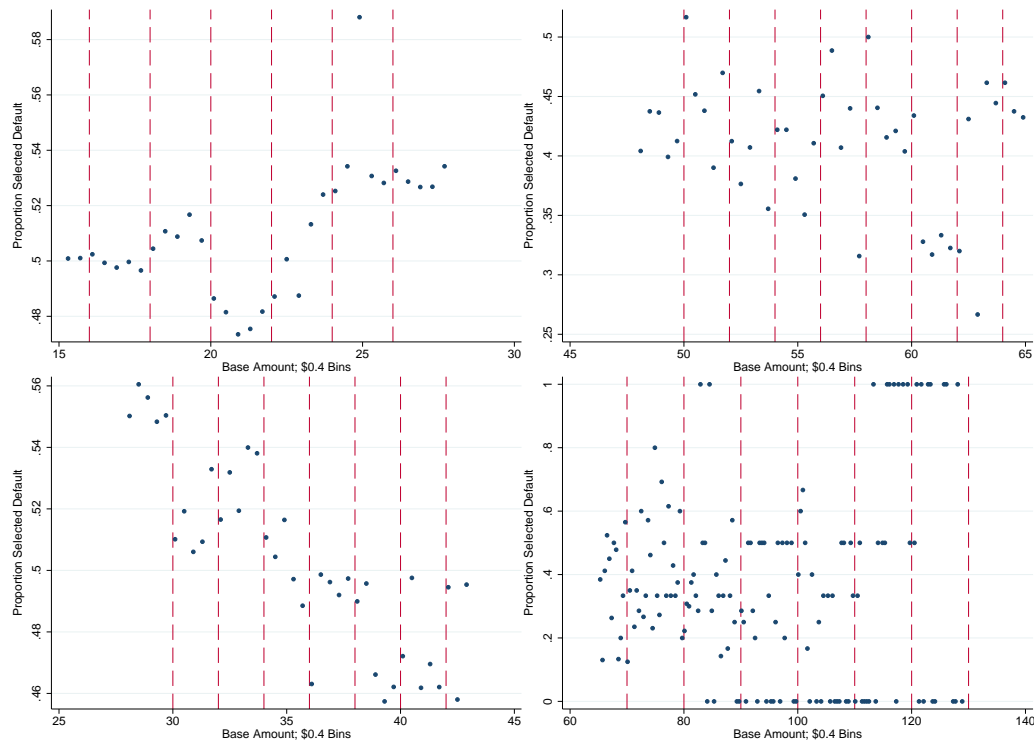 Proportion Selected Default
.58
.56
.54
.52
.5
.48
15 20 25 30
Base Amount; $0.4 Bins
Proportion Selected Default
.5
.45
.4
.35
.3
.25
45 50 55 60 65
Base Amount; $0.4 Bins
Proportion Selected Default
.56
.54
.52
.5
.48
.46
25 30 35 40 45
Base Amount; $0.4 Bins
Proportion Selected Default
1
.8
.6
.4
.2
0
60 80 100 120 140
Base Amount; $0.4 Bins